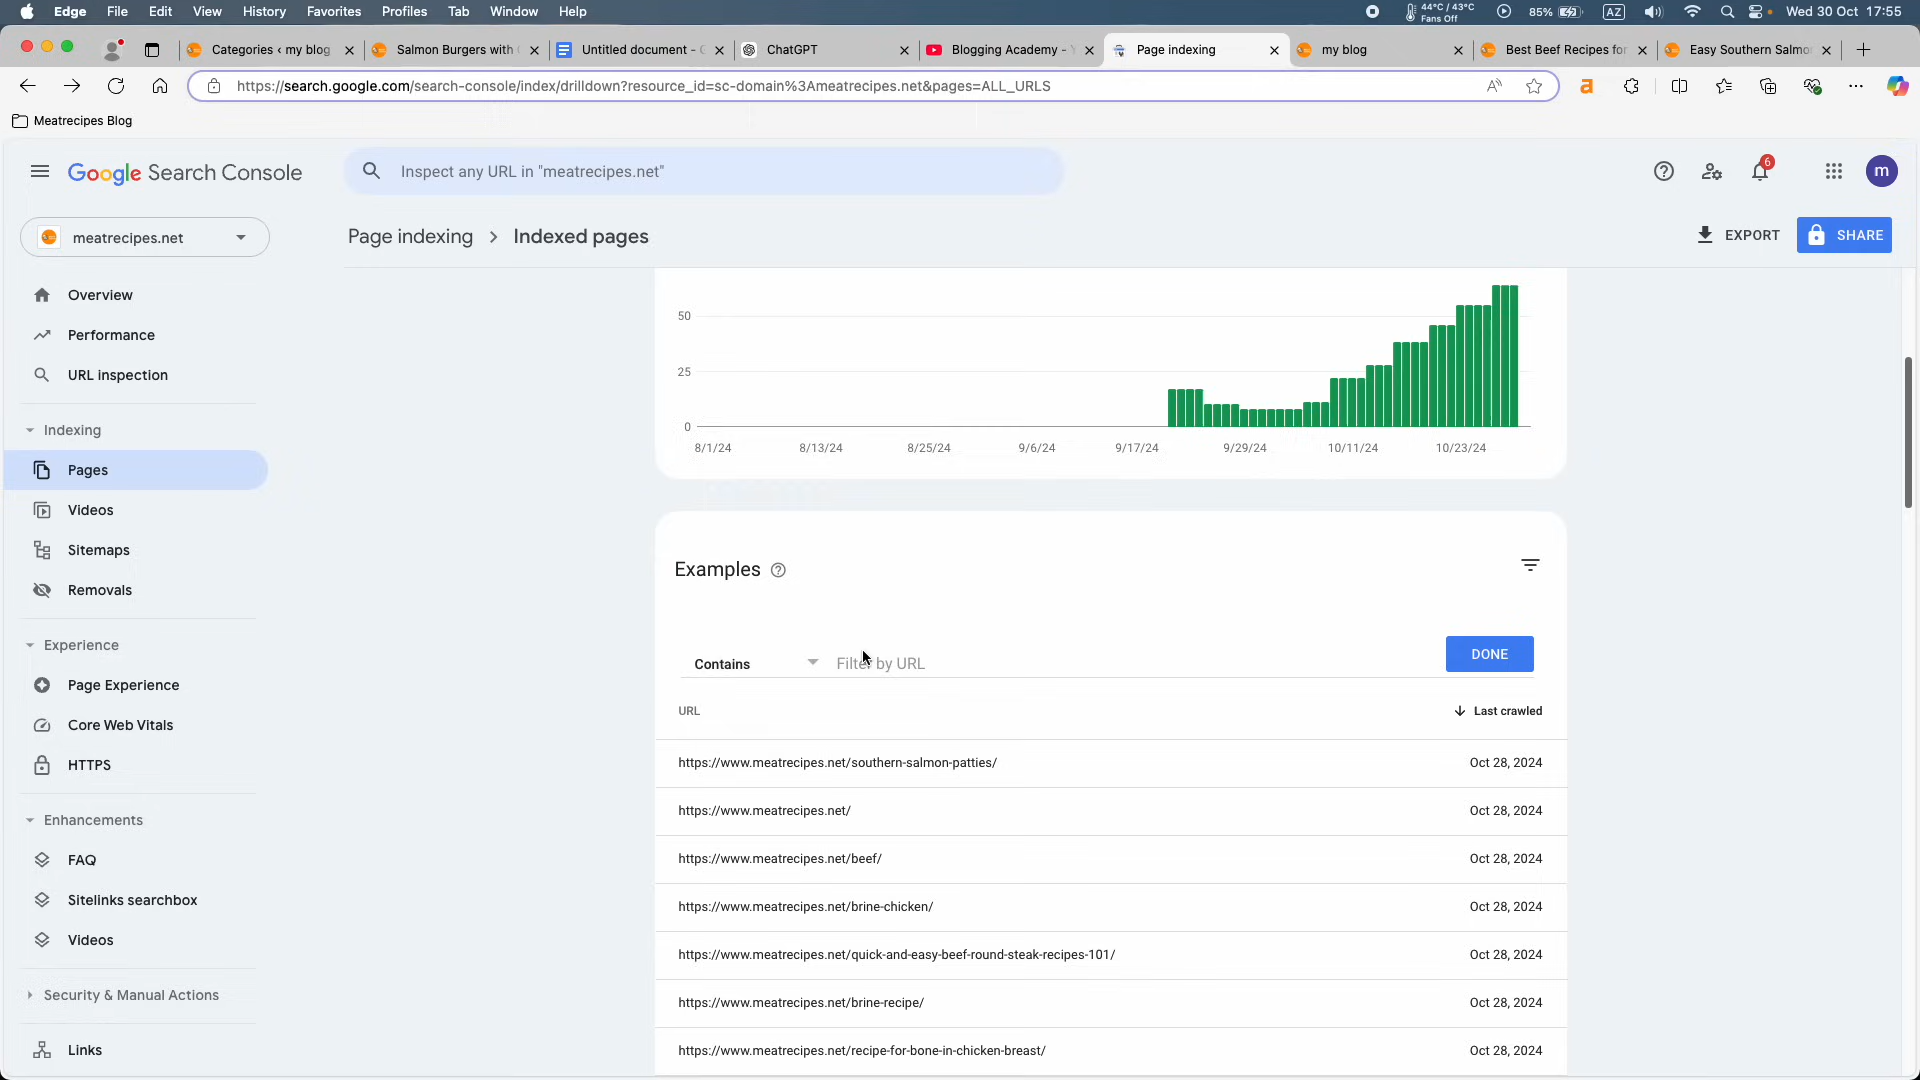 Edge File Edit View History Favorites Profiles Tab Window Help 44°C / 43°C Fans Off 85% AZ Wed 30 Oct 17:55
Categories ‹ my blog Salmon Burgers with Untitled document - ChatGPT Blogging Academy - Page indexing my blog Best Beef Recipes for Easy Southern Salmo
https://search.google.com/search-console/index/drilldown?resource_id=sc-domain%3Ameatrecipes.net&pages=ALL_URLS
Meatrecipes Blog
Google Search Console
Inspect any URL in "meatrecipes.net"
6
m
meatrecipes.net
Page indexing > Indexed pages
EXPORT
SHARE
Overview
Performance
URL inspection
Indexing
Pages
Videos
Sitemaps
Removals
Experience
Page Experience
Core Web Vitals
HTTPS
Enhancements
FAQ
Sitelinks searchbox
Videos
Security & Manual Actions
Links
50
25
0
8/1/24 8/13/24 8/25/24 9/6/24 9/17/24 9/29/24 10/11/24 10/23/24
Examples
Contains Filter by URL DONE
URL Last crawled
https://www.meatrecipes.net/southern-salmon-patties/ Oct 28, 2024
https://www.meatrecipes.net/ Oct 28, 2024
https://www.meatrecipes.net/beef/ Oct 28, 2024
https://www.meatrecipes.net/brine-chicken/ Oct 28, 2024
https://www.meatrecipes.net/quick-and-easy-beef-round-steak-recipes-101/ Oct 28, 2024
https://www.meatrecipes.net/brine-recipe/ Oct 28, 2024
https://www.meatrecipes.net/recipe-for-bone-in-chicken-breast/ Oct 28, 2024